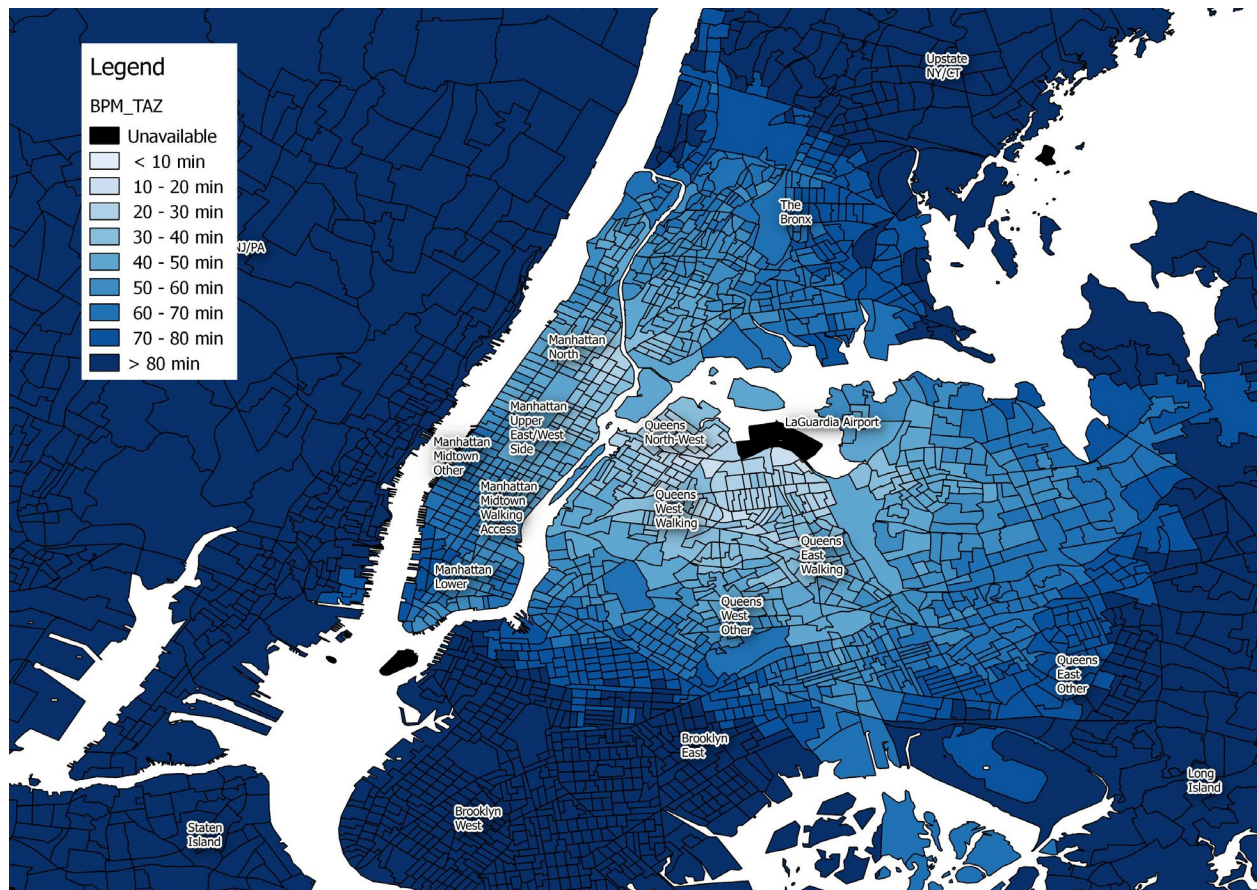 Legend
BPM_TAZ
Unavailable
< 10 min
10 - 20 min
20 - 30 min
30 - 40 min
40 - 50 min
50 - 60 min
60 - 70 min
70 - 80 min
> 80 min
NJ/PA
Upstate
NY/CT
The
Bronx
Manhattan
North
Manhattan
Upper
East/West
Side
Manhattan
Midtown
Other
Manhattan
Midtown
Walking
Access
Manhattan
Lower
Queens
North-West
LaGuardia Airport
Queens
West
Walking
Queens
East
Walking
Queens
West
Other
Queens
East
Other
Brooklyn
East
Brooklyn
West
Staten
Island
Long
Island